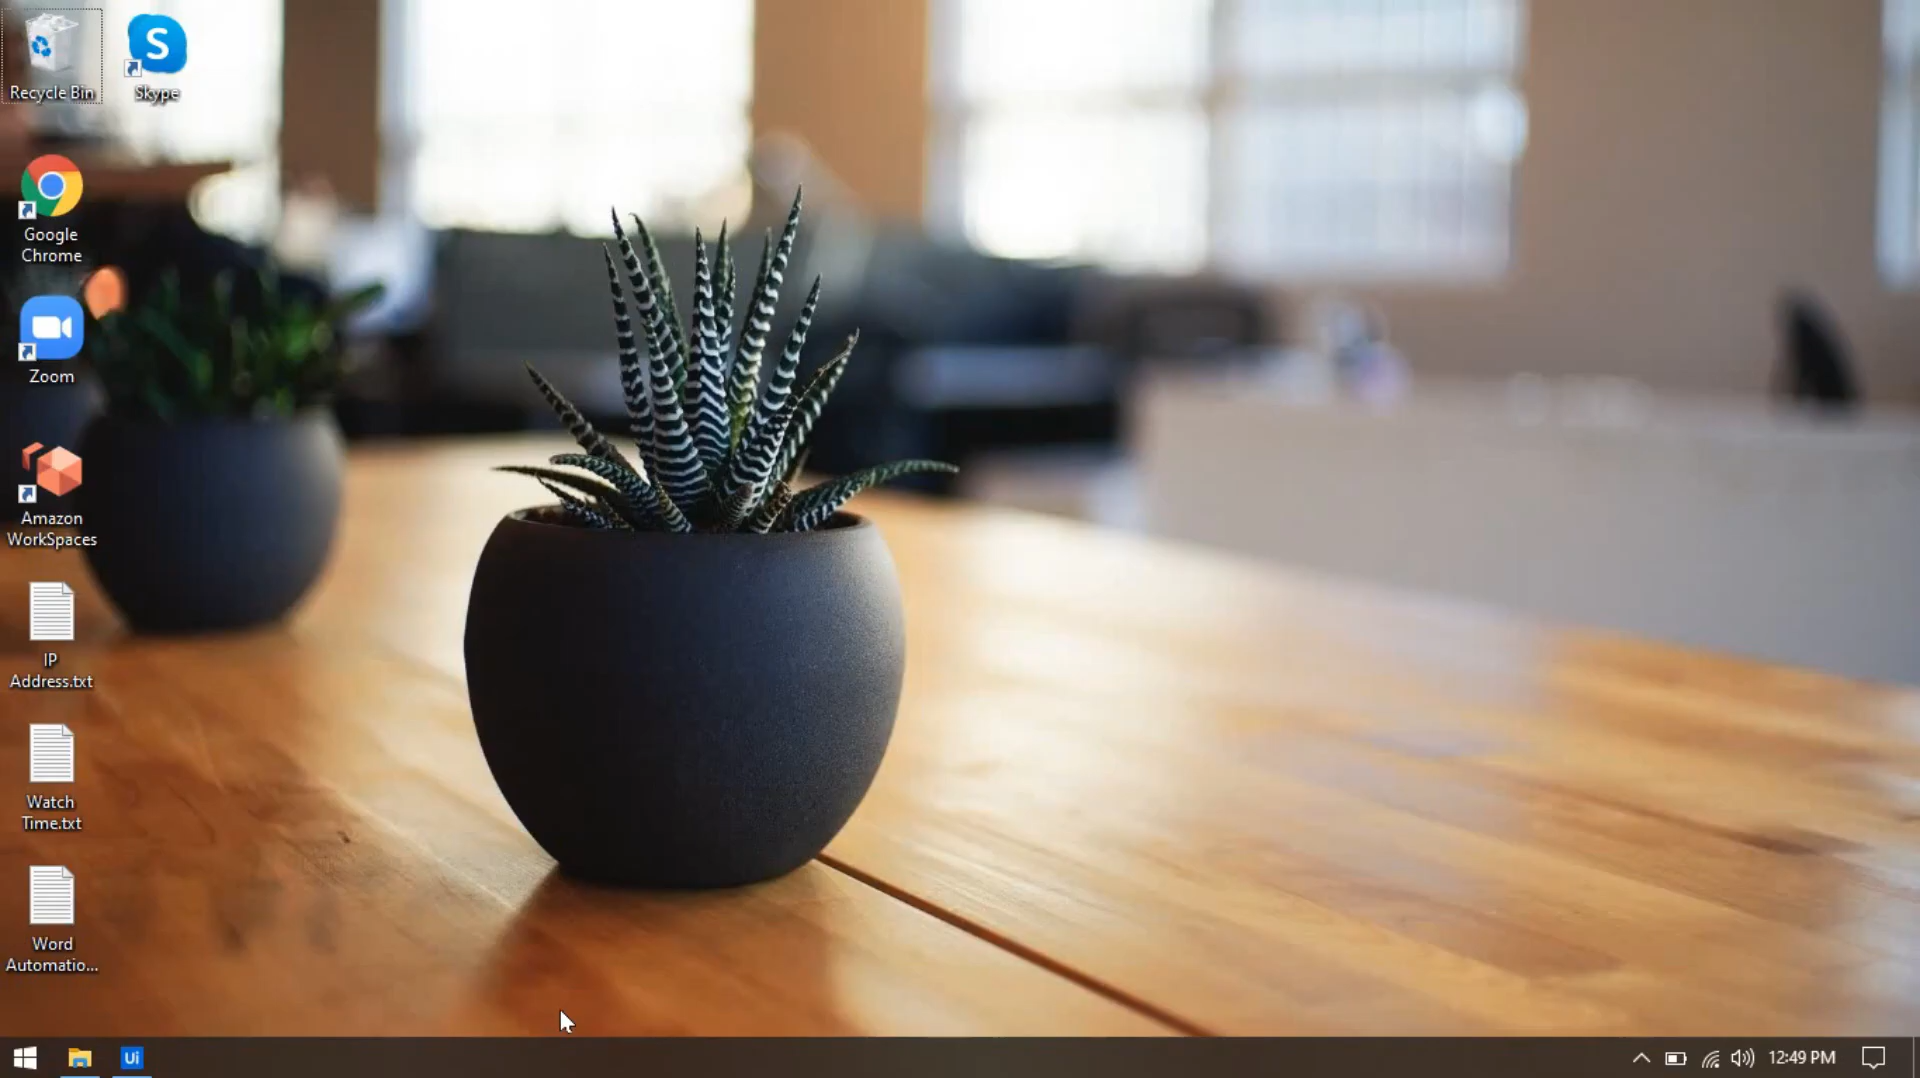 Recycle Bin
Skype
Google
Chrome
Zoom
Amazon
WorkSpaces
IP
Address.txt
Watch
Time.txt
Word
Automatio...
Ui
12:49 PM